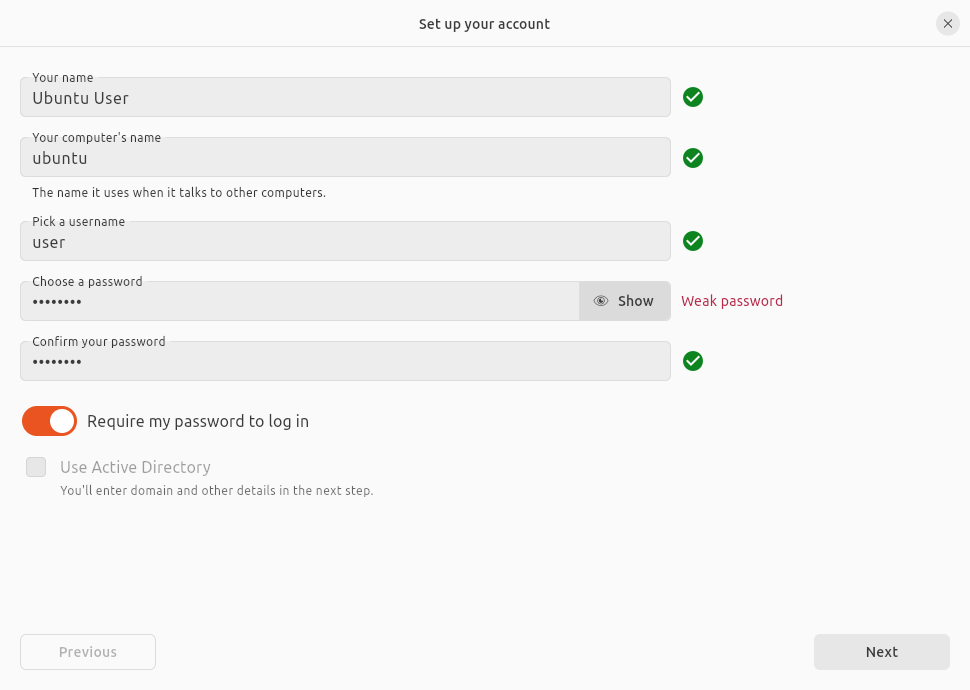 Set up your account
Your name
Ubuntu User
Your computer's name
ubuntu
The name it uses when it talks to other computers.
Pick a username
user
Choose a password
••••••••
Show
Weak password
Confirm your password
••••••••
Require my password to log in
Use Active Directory
You'll enter domain and other details in the next step.
Previous
Next